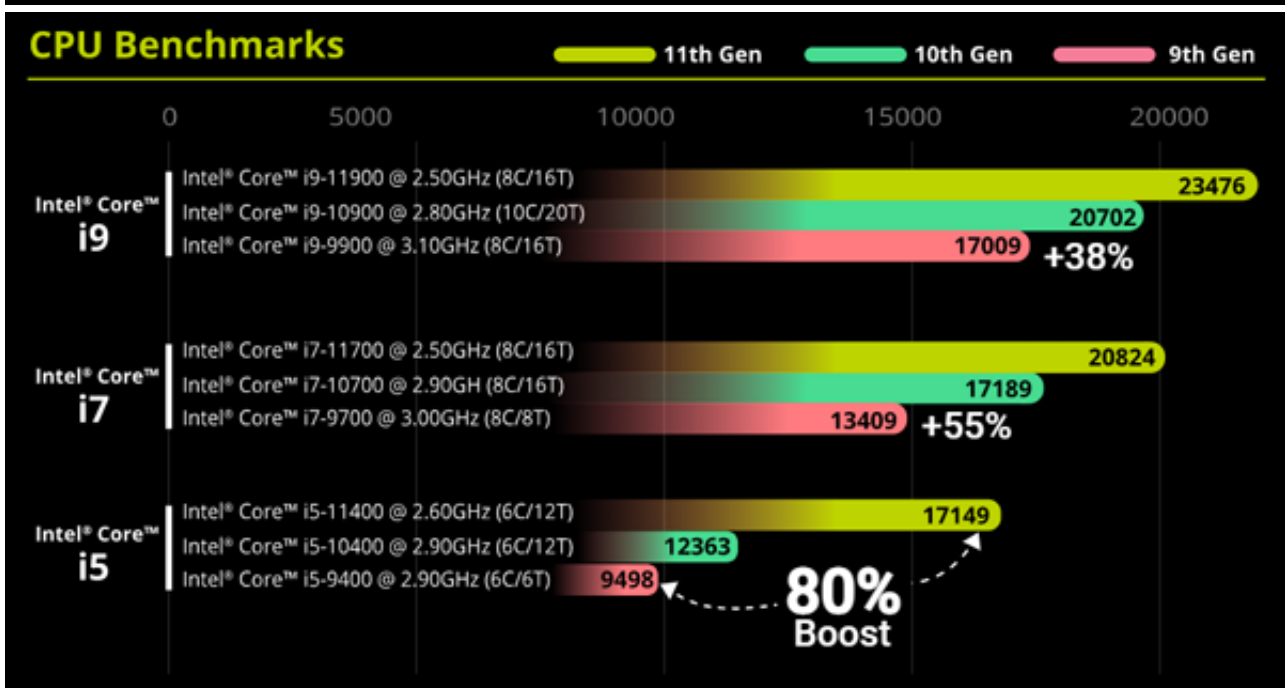 CPU Benchmarks
11th Gen 10th Gen 9th Gen
0 5000 10000 15000 20000
Intel® Core™
i9
Intel® Core™ i9-11900 @ 2.50GHz (8C/16T) 23476
Intel® Core™ i9-10900 @ 2.80GHz (10C/20T) 20702
Intel® Core™ i9-9900 @ 3.10GHz (8C/16T) 17009 +38%
Intel® Core™
i7
Intel® Core™ i7-11700 @ 2.50GHz (8C/16T) 20824
Intel® Core™ i7-10700 @ 2.90GH (8C/16T) 17189
Intel® Core™ i7-9700 @ 3.00GHz (8C/8T) 13409 +55%
Intel® Core™
i5
Intel® Core™ i5-11400 @ 2.60GHz (6C/12T) 17149
Intel® Core™ i5-10400 @ 2.90GHz (6C/12T) 12363
Intel® Core™ i5-9400 @ 2.90GHz (6C/6T) 9498
80%
Boost